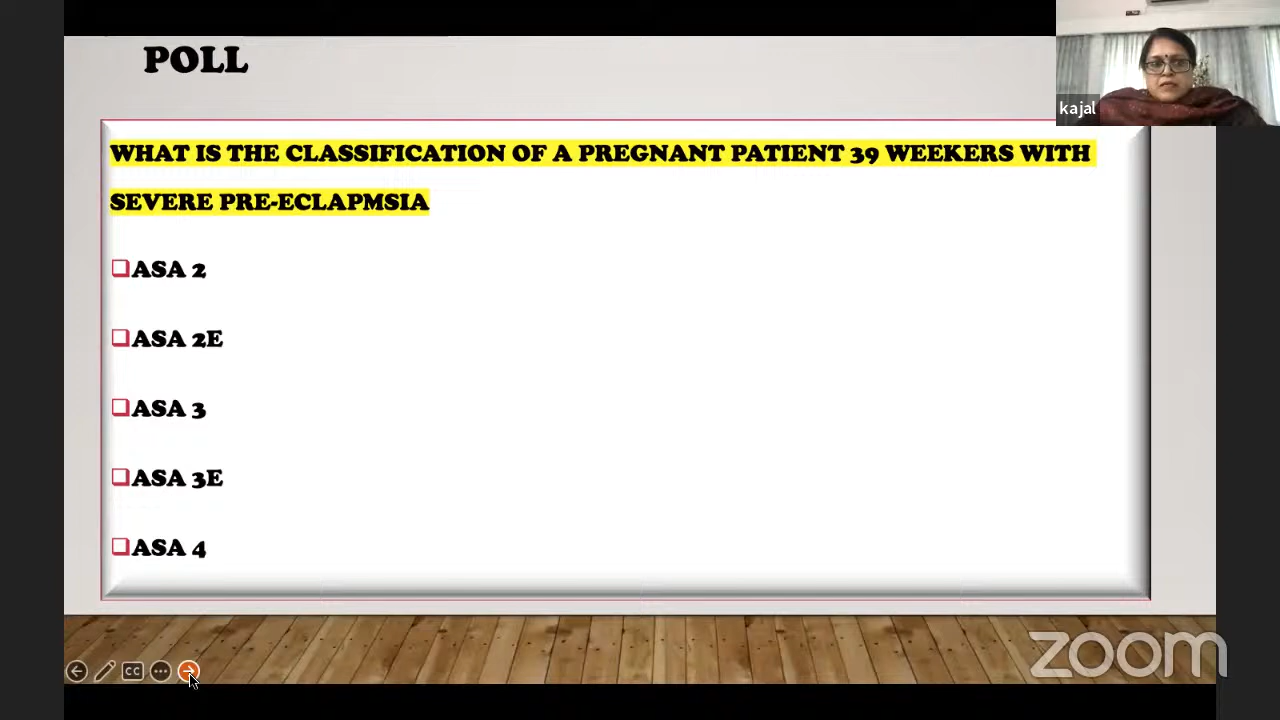 POLL
kajal
WHAT IS THE CLASSIFICATION OF A PREGNANT PATIENT 39 WEEKERS WITH
SEVERE PRE-ECLAPMSIA
ASA 2
ASA 2E
ASA 3
ASA 3E
ASA 4
CC
zoom